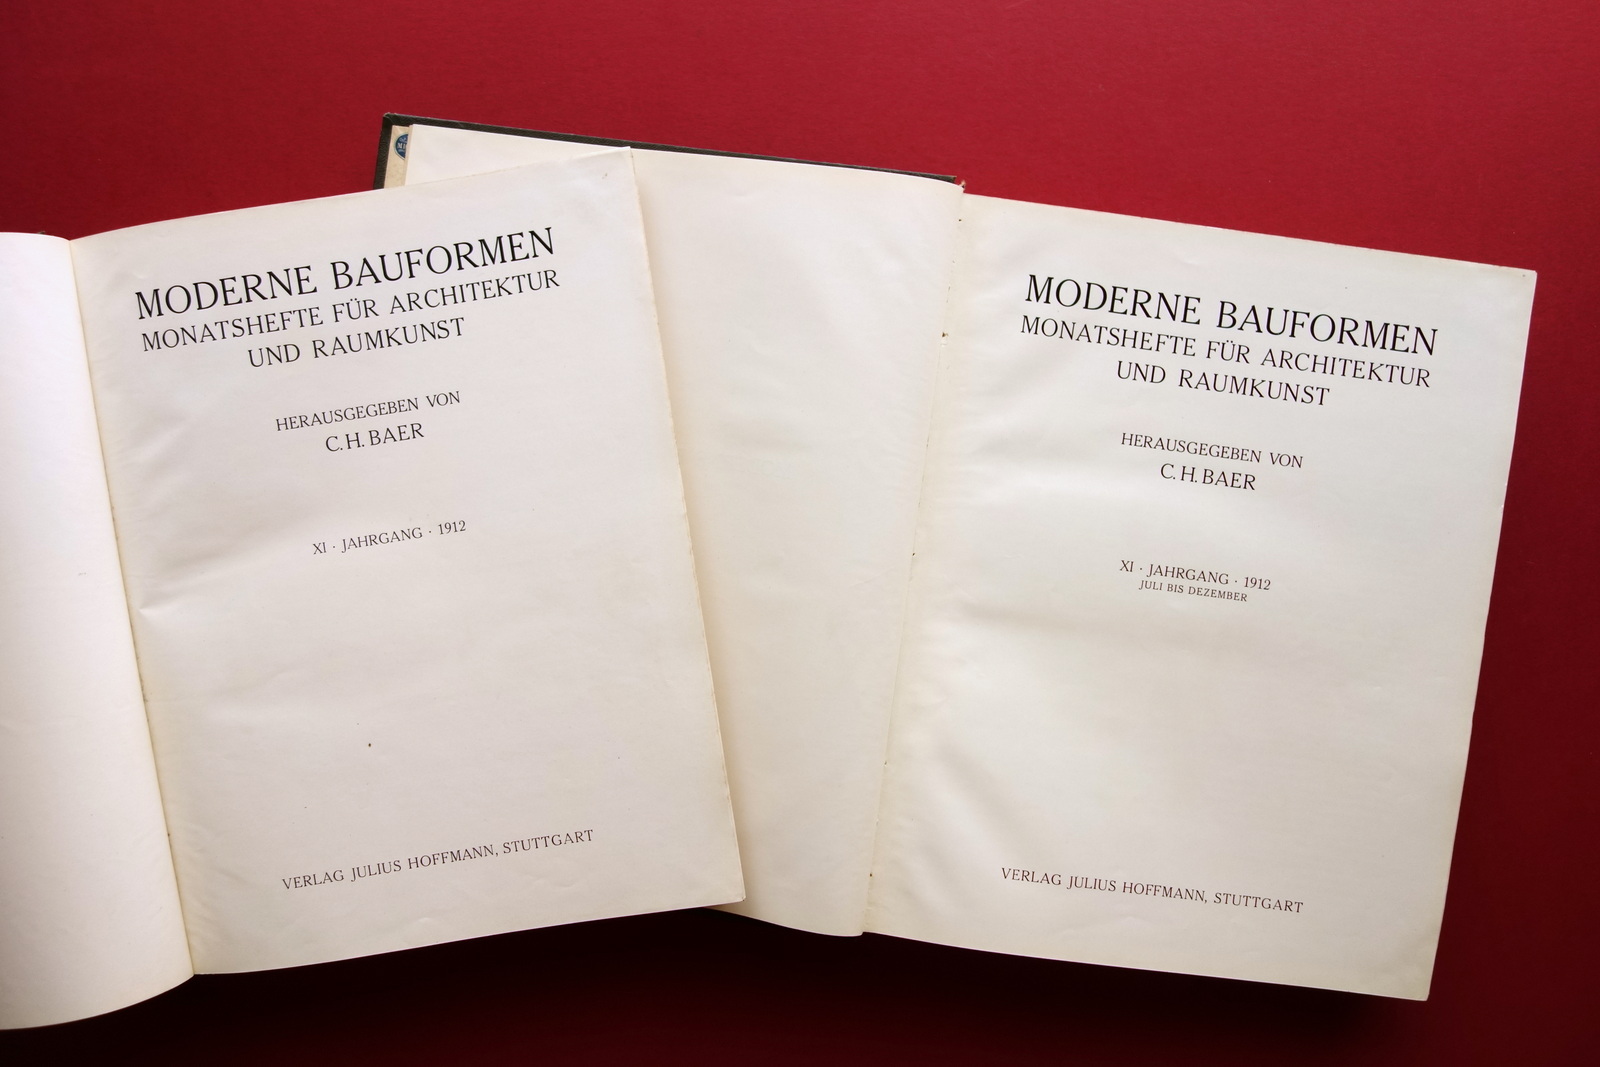 MODERNE BAUFORMEN
MONATSHEFTE FÜR ARCHITEKTUR
UND RAUMKUNST
HERAUSGEGEBEN VON
C. H. BAER
XI · JAHRGANG · 1912
VERLAG JULIUS HOFFMANN, STUTTGART
MODERNE BAUFORMEN
MONATSHEFTE FÜR ARCHITEKTUR
UND RAUMKUNST
HERAUSGEGEBEN VON
C. H. BAER
XI · JAHRGANG · 1912
JULI BIS DEZEMBER
VERLAG JULIUS HOFFMANN, STUTTGART